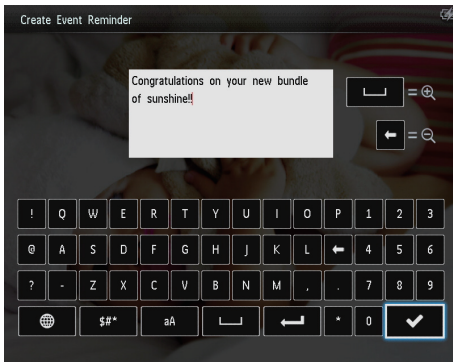 Create Event Reminder
Congratulations on your new bundle
of sunshine!!
=
=
! Q W E R T Y U I O P 1 2 3
@ A S D F G H J K L 4 5 6
? - Z X C V B N M , . 7 8 9
$#* aA * 0